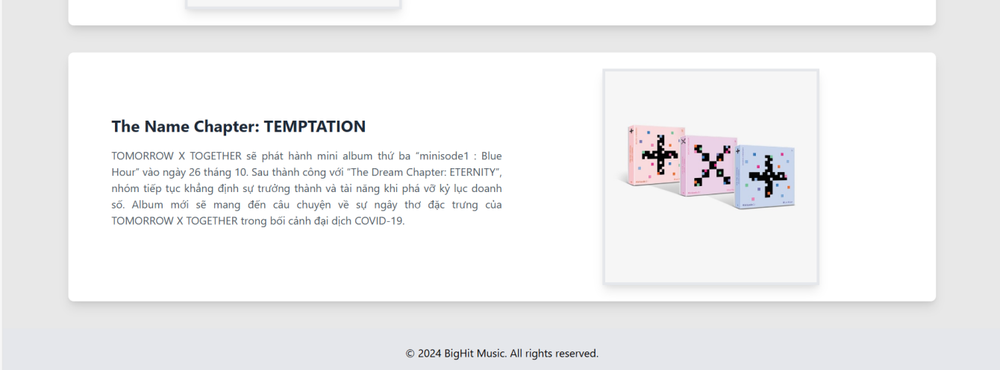 The Name Chapter: TEMPTATION
TOMORROW X TOGETHER sẽ phát hành mini album thứ ba “minisode1 : Blue
Hour” vào ngày 26 tháng 10. Sau thành công với “The Dream Chapter: ETERNITY”,
nhóm tiếp tục khẳng định sự trưởng thành và tài năng khi phá vỡ kỷ lục doanh
số. Album mới sẽ mang đến câu chuyện về sự ngây thơ đặc trưng của
TOMORROW X TOGETHER trong bối cảnh đại dịch COVID-19.
© 2024 BigHit Music. All rights reserved.